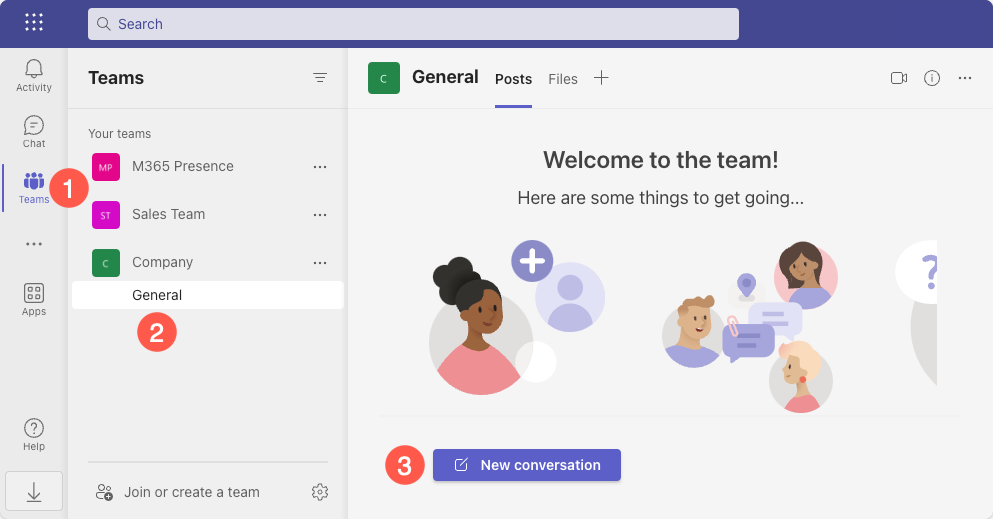 Search
Activity
Chat
Teams
1
Apps
Help
Teams
Your teams
MP M365 Presence
ST Sales Team
C Company
General
2
Join or create a team
C General Posts Files
Welcome to the team!
Here are some things to get going...
?
3 New conversation